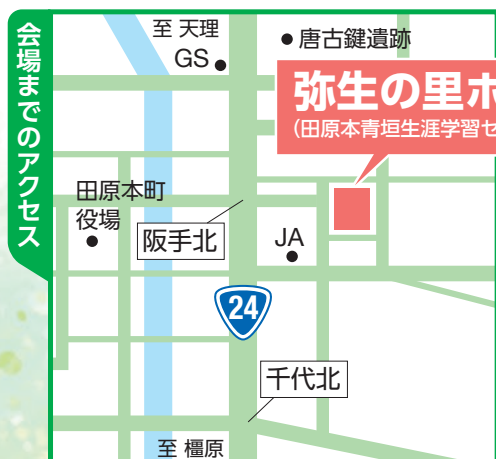 会場までのアクセス
至 天理
GS
唐古鍵遺跡
弥生の里ホ
(田原本青垣生涯学習セ
田原本町
役場
阪手北
JA
24
千代北
至 橿原